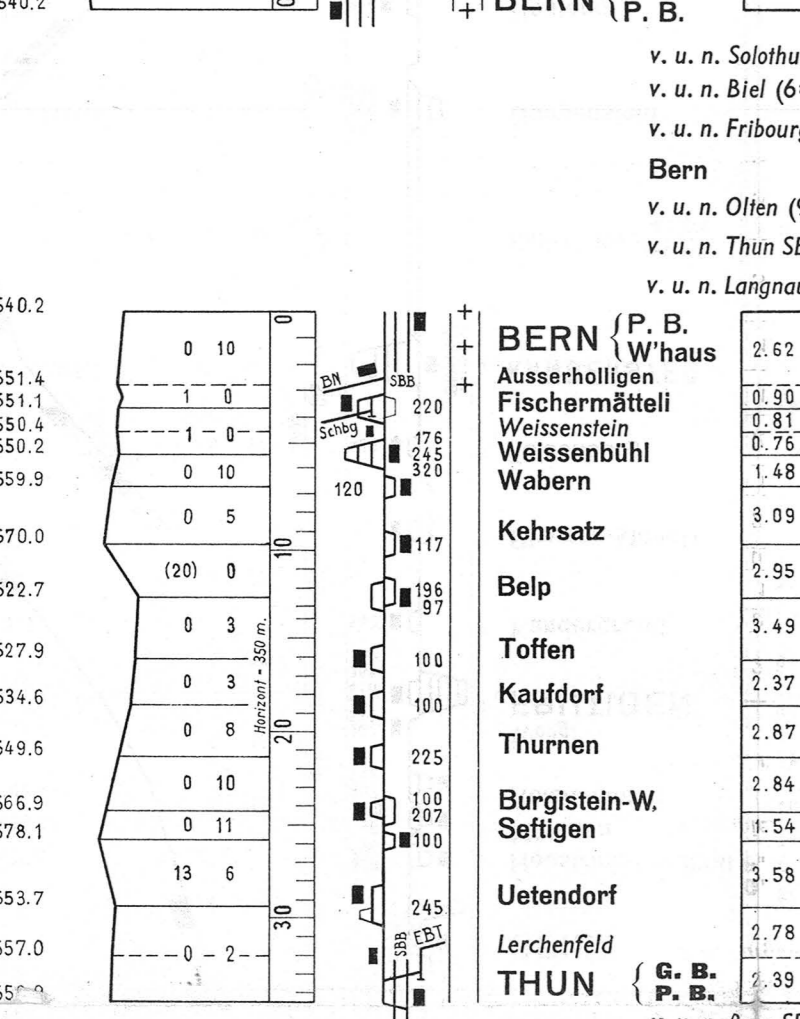 BERN
P. B.
v. u. n. Solothu
v. u. n. Biel (6
v. u. n. Fribourg
Bern
v. u. n. Olten (9
v. u. n. Thun SB
v. u. n. Langnau
540.2
551.4
551.1
550.4
550.2
559.9
570.0
522.7
527.9
534.6
549.6
566.9
578.1
553.7
557.0
0 10
1 0
1 0
0 10
0 5
(20) 0
0 3
0 3
0 8
0 10
0 11
13 6
0 2
0
10
20
30
Horizont = 350 m.
BN
SBB
Schbg
220
176
245
320
120
117
196
97
100
100
225
100
207
100
245
SBB
EBT
BERN { P. B.
W'haus
Ausserholligen
Fischermätteli
Weissenstein
Weissenbühl
Wabern
Kehrsatz
Belp
Toffen
Kaufdorf
Thurnen
Burgistein-W.
Seftigen
Uetendorf
Lerchenfeld
THUN { G. B.
P. B.
2.62
0.90
0.81
0.76
1.48
3.09
2.95
3.49
2.37
2.87
2.84
1.54
3.58
2.78
2.39